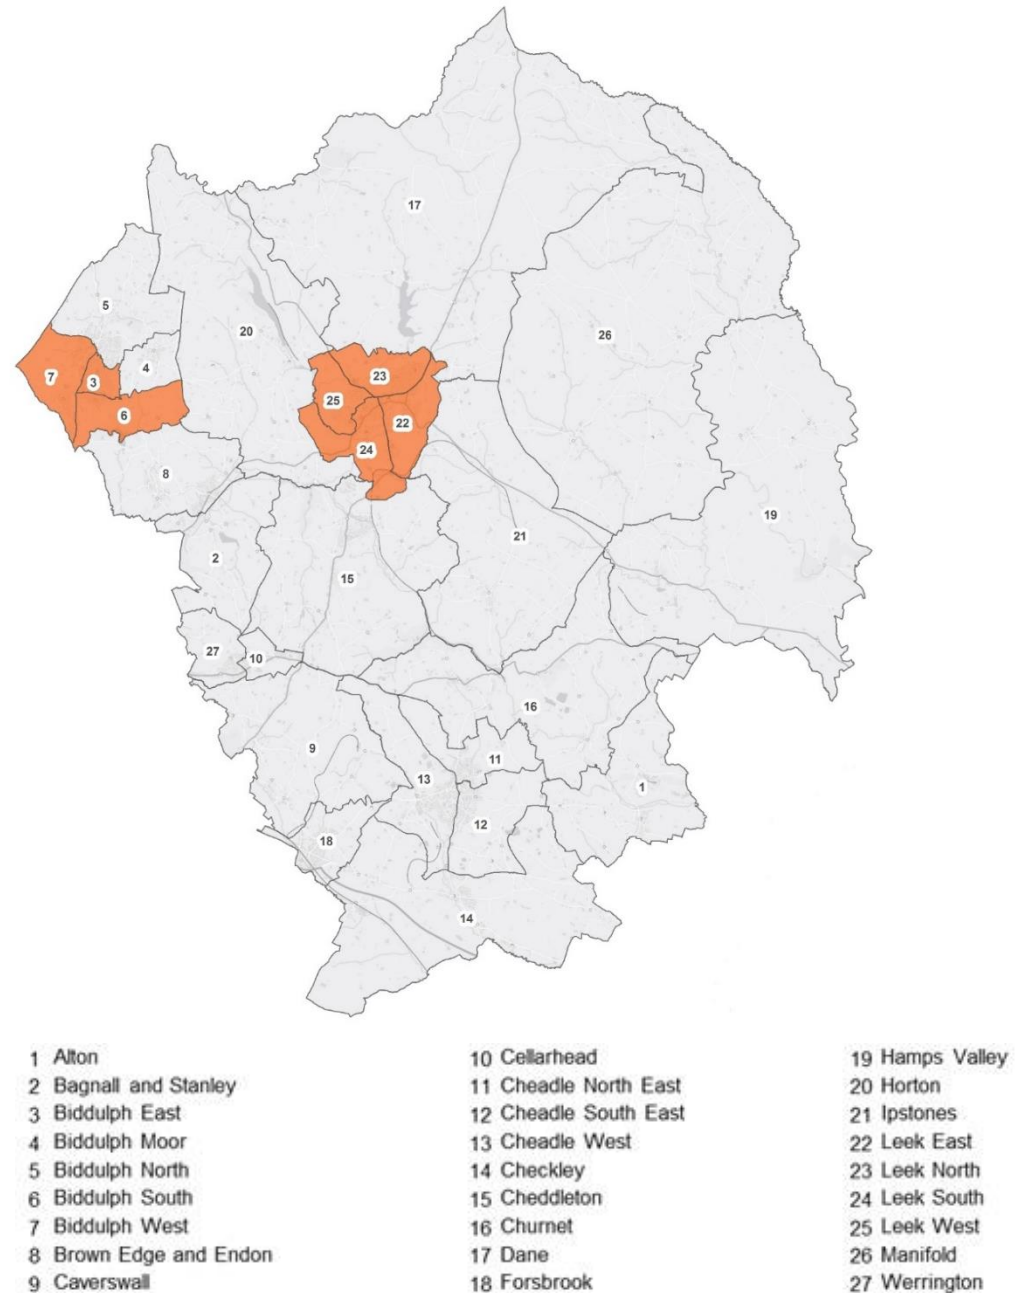 17
5
20
26
4
23
7
3
25
6
22
24
8
19
21
2
15
27
10
16
9
11
13
1
12
18
14
1 Alton
2 Bagnall and Stanley
3 Biddulph East
4 Biddulph Moor
5 Biddulph North
6 Biddulph South
7 Biddulph West
8 Brown Edge and Endon
9 Caverswall
10 Cellarhead
11 Cheadle North East
12 Cheadle South East
13 Cheadle West
14 Checkley
15 Cheddleton
16 Churnet
17 Dane
18 Forsbrook
19 Hamps Valley
20 Horton
21 Ipstones
22 Leek East
23 Leek North
24 Leek South
25 Leek West
26 Manifold
27 Werrington